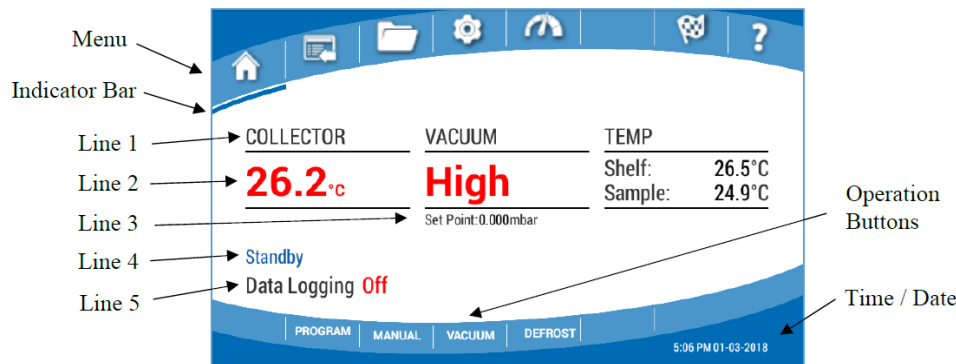 Menu
Indicator Bar
Line 1
COLLECTOR VACUUM TEMP
Line 2
26.2°C High Shelf: 26.5°C
Sample: 24.9°C
Operation
Buttons
Line 3
Set Point:0.000mbar
Line 4
Standby
Line 5
Data Logging Off
Time / Date
PROGRAM MANUAL VACUUM DEFROST
5:06 PM 01-03-2018
?